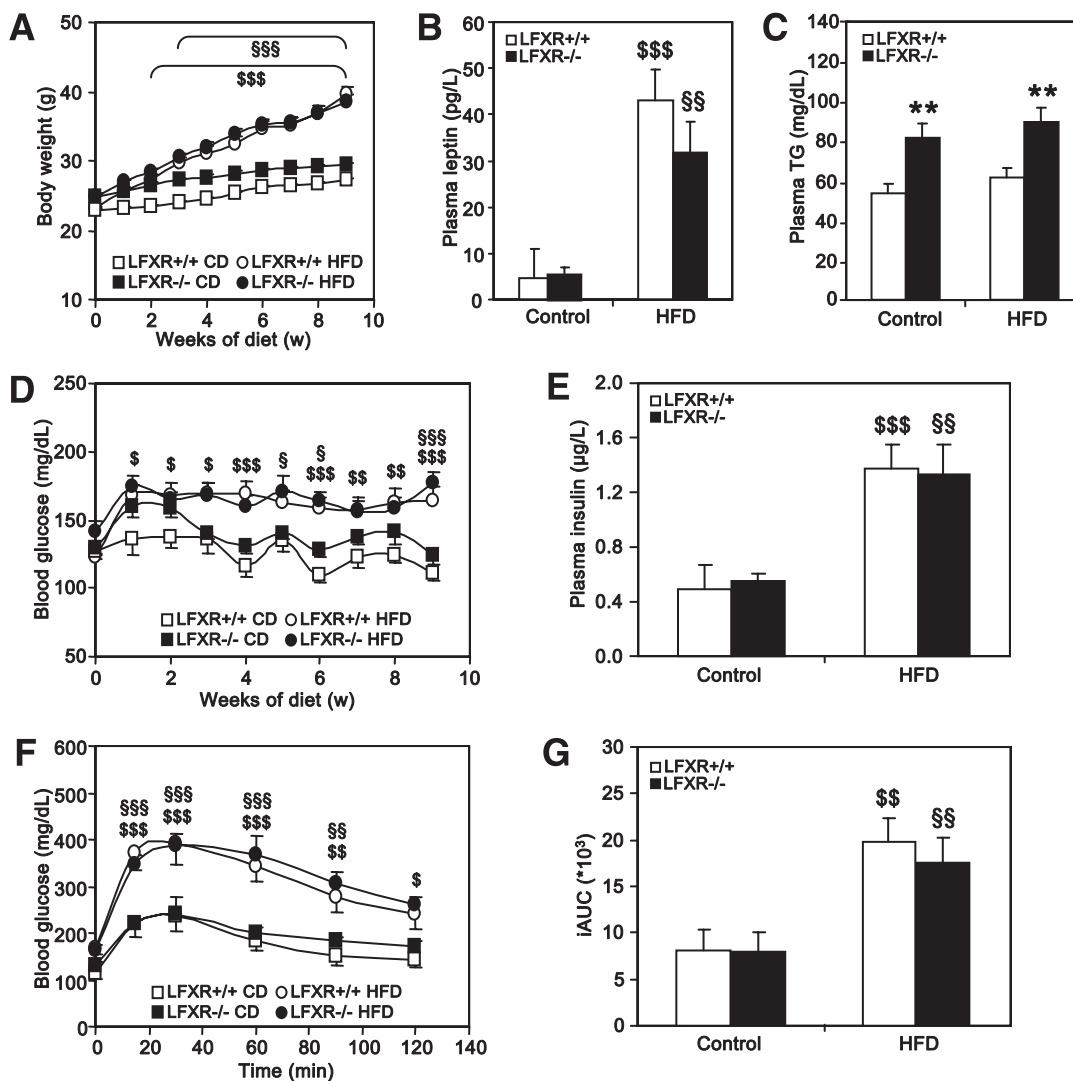 A
Body weight (g)
50
40
30
20
10
§§§
$$$
LFXR+/+ CD
LFXR+/+ HFD
LFXR-/- CD
LFXR-/- HFD
0 2 4 6 8 10
Weeks of diet (w)
B
Plasma leptin (pg/L)
60
50
40
30
20
10
0
LFXR+/+
LFXR-/-
$$$
§§
Control HFD
C
Plasma TG (mg/dL)
140
120
100
80
60
40
20
0
LFXR+/+
LFXR-/-
**
**
Control HFD
D
Blood glucose (mg/dL)
250
200
150
100
50
$ $ $ $$$ § § $$$ $$ $$ §§§ $$$
LFXR+/+ CD
LFXR+/+ HFD
LFXR-/- CD
LFXR-/- HFD
0 2 4 6 8 10
Weeks of diet (w)
E
Plasma insulin (µg/L)
2.0
1.6
1.2
0.8
0.4
0.0
LFXR+/+
LFXR-/-
$$$
§§
Control HFD
F
Blood glucose (mg/dL)
600
500
400
300
200
100
0
§§§ §§§ §§§ §§
$$$ $$$ $$$ $$ $
LFXR+/+ CD
LFXR+/+ HFD
LFXR-/- CD
LFXR-/- HFD
0 20 40 60 80 100 120 140
Time (min)
G
iAUC (*10³)
30
25
20
15
10
5
0
LFXR+/+
LFXR-/-
$$
§§
Control HFD